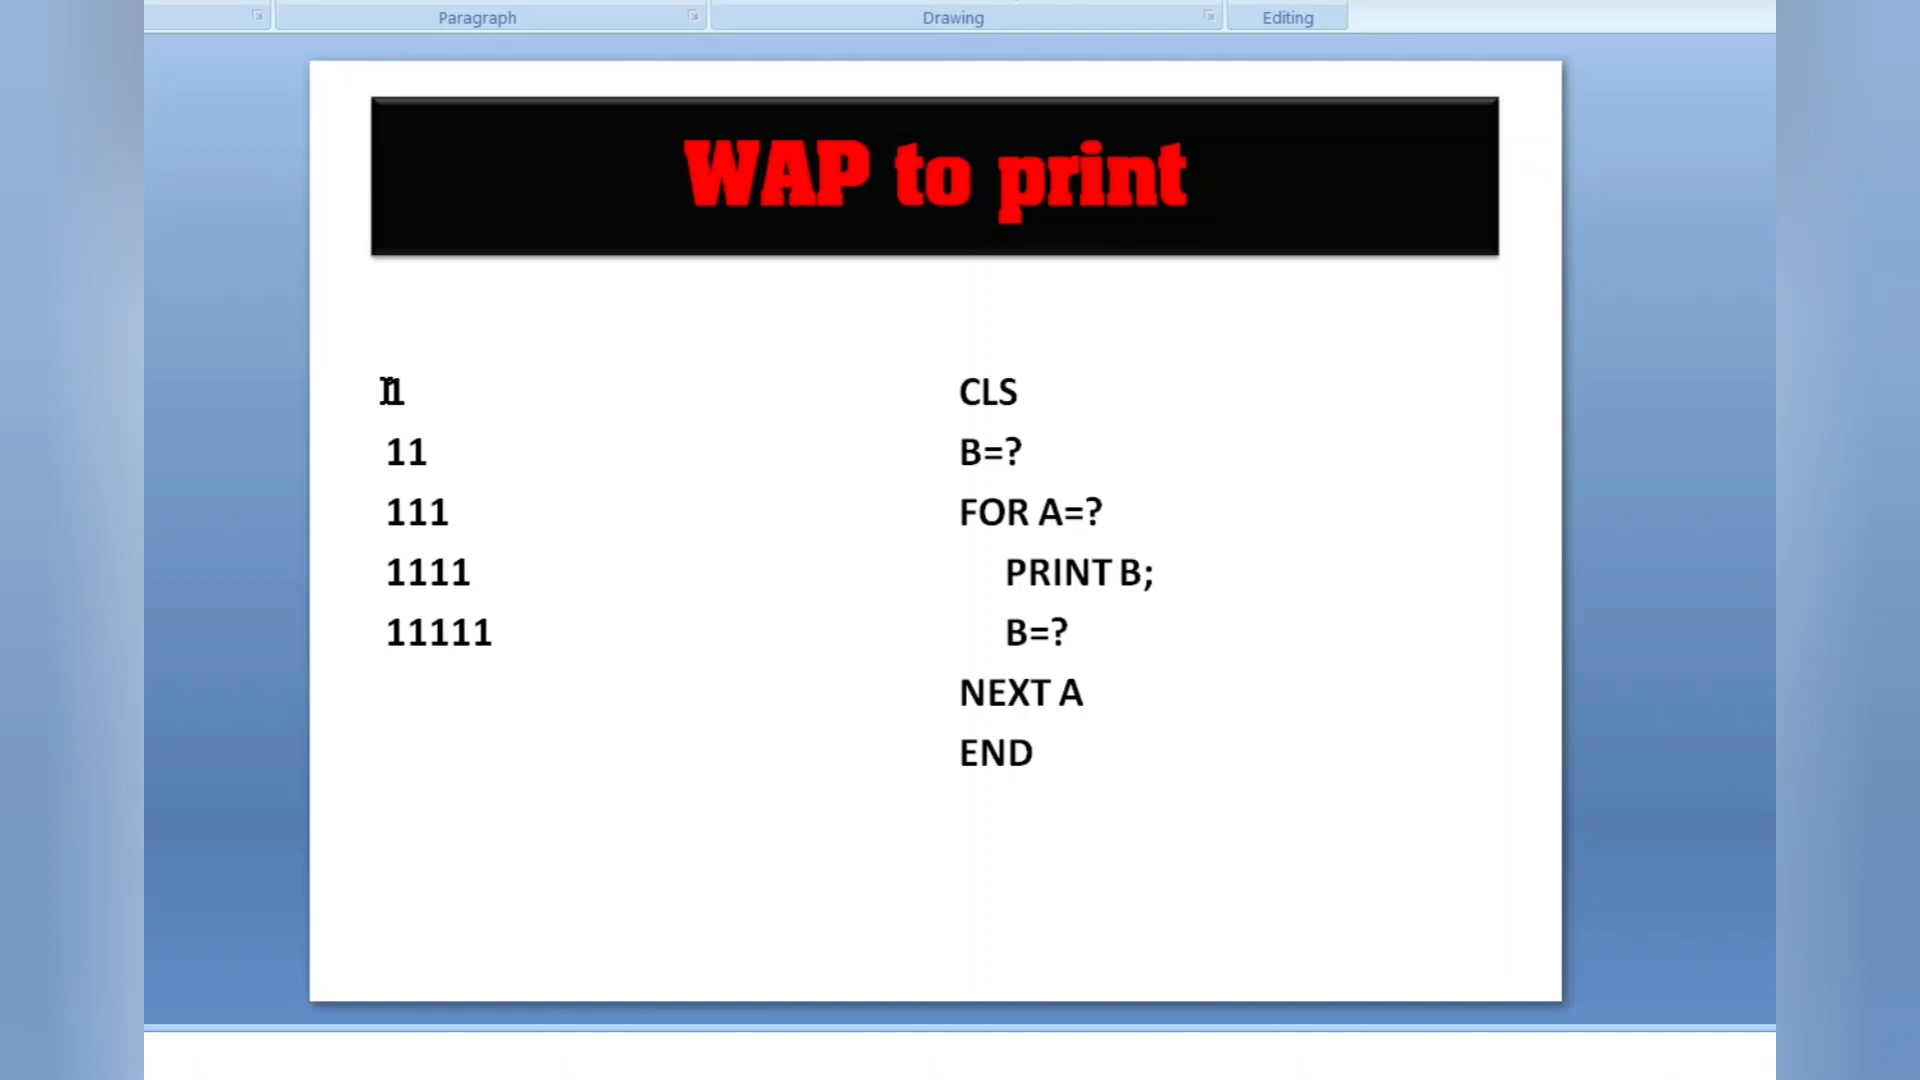 Paragraph
Drawing
Editing
WAP to print
1
11
111
1111
11111
CLS
B=?
FOR A=?
PRINT B;
B=?
NEXT A
END